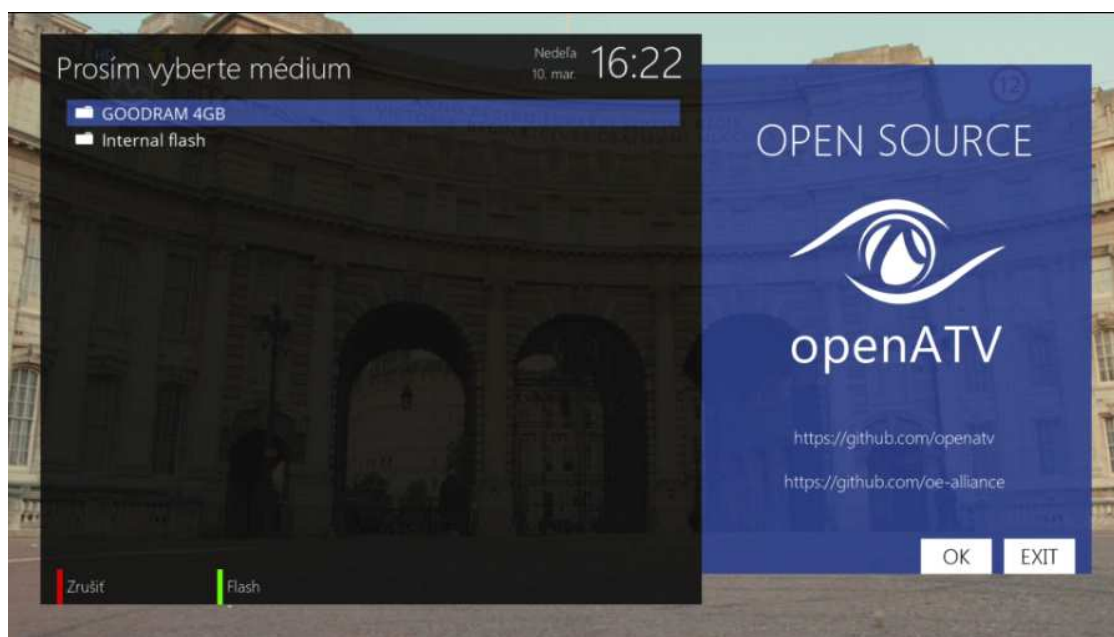 Prosím vyberte médium
Nedeľa
10. mar.
16:22
GOODRAM 4GB
Internal flash
Zrušiť
Flash
OPEN SOURCE
openATV
https://github.com/openatv
https://github.com/oe-alliance
OK
EXIT